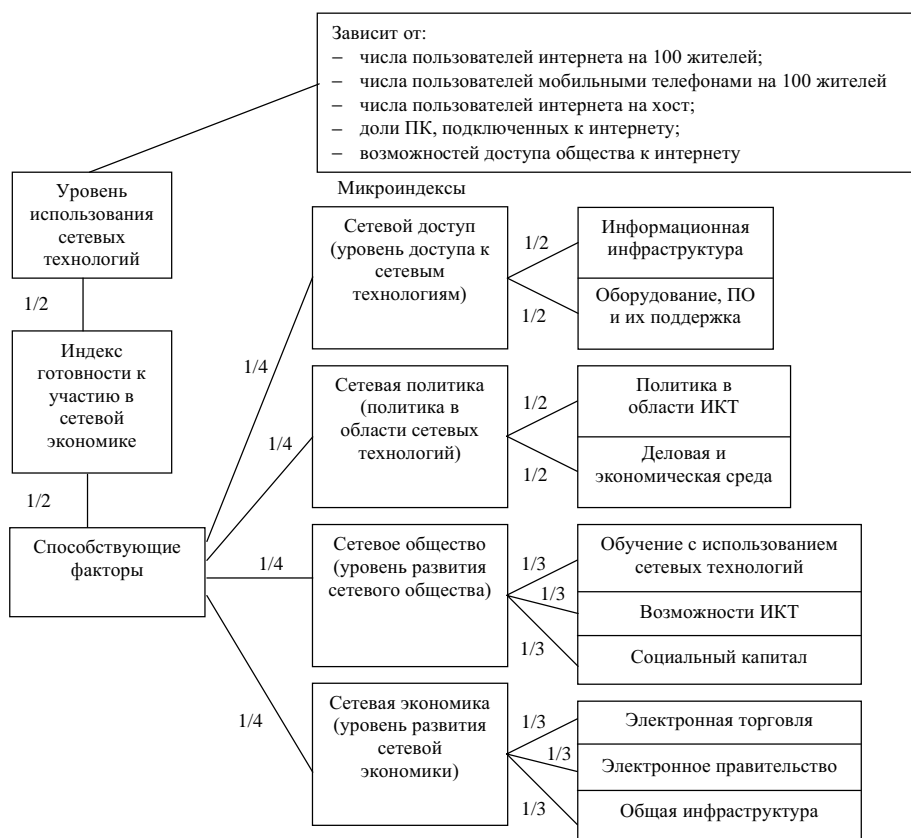 Зависит от:
– числа пользователей интернета на 100 жителей;
– числа пользователей мобильными телефонами на 100 жителей
– числа пользователей интернета на хост;
– доли ПК, подключенных к интернету;
– возможностей доступа общества к интернету
Уровень
использования
сетевых
технологий
1/2
Индекс
готовности к
участию в
сетевой
экономике
1/2
Способствующие
факторы
Микроиндексы
1/4
Сетевой доступ
(уровень доступа к
сетевым
технологиям)
1/2
Информационная
инфраструктура
1/2
Оборудование, ПО
и их поддержка
1/4
Сетевая политика
(политика в
области сетевых
технологий)
1/2
Политика в
области ИКТ
1/2
Деловая и
экономическая среда
1/4
Сетевое общество
(уровень развития
сетевого общества)
1/3
Обучение с использованием
сетевых технологий
1/3
Возможности ИКТ
1/3
Социальный капитал
1/4
Сетевая экономика
(уровень развития
сетевой
экономики)
1/3
Электронная торговля
1/3
Электронное правительство
1/3
Общая инфраструктура